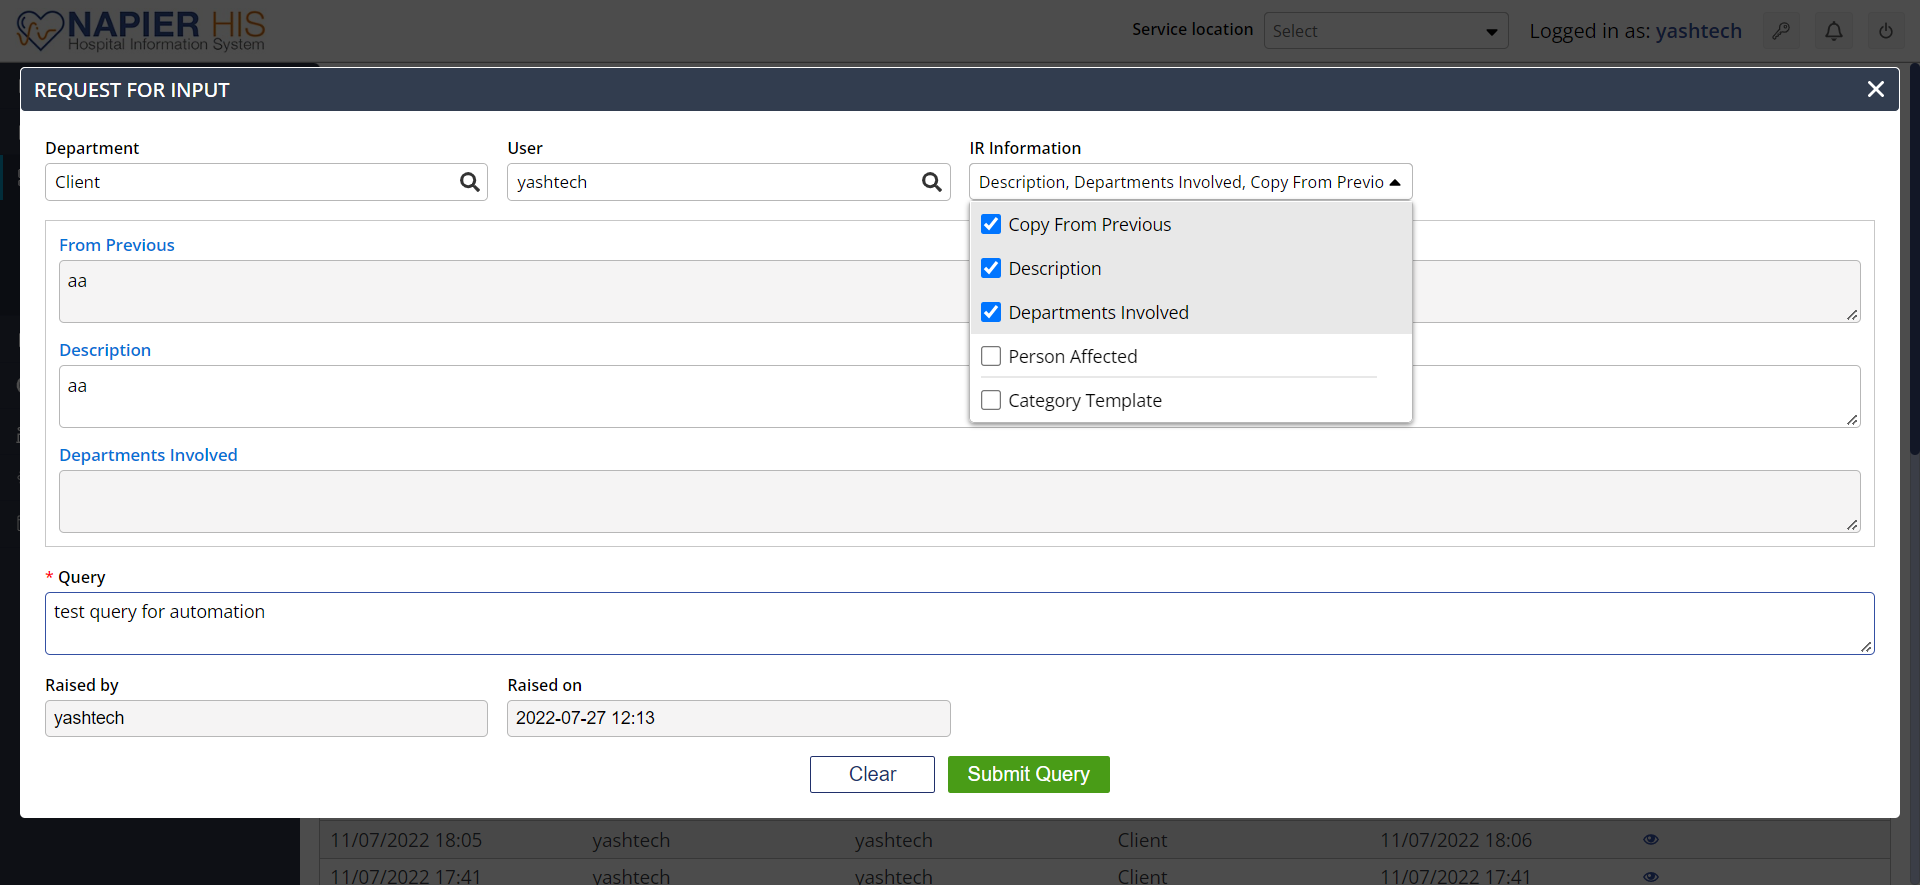 NAPIER HIS
Hospital Information System
Service location
Select
Logged in as: yashtech
REQUEST FOR INPUT
Department
User
IR Information
Client
yashtech
Description, Departments Involved, Copy From Previo
Copy From Previous
Description
Departments Involved
Person Affected
Category Template
From Previous
aa
Description
aa
Departments Involved
* Query
test query for automation
Raised by
Raised on
yashtech
2022-07-27 12:13
Clear
Submit Query
11/07/2022 18:05 yashtech yashtech Client 11/07/2022 18:06
11/07/2022 17:41 yashtech yashtech Client 11/07/2022 17:41